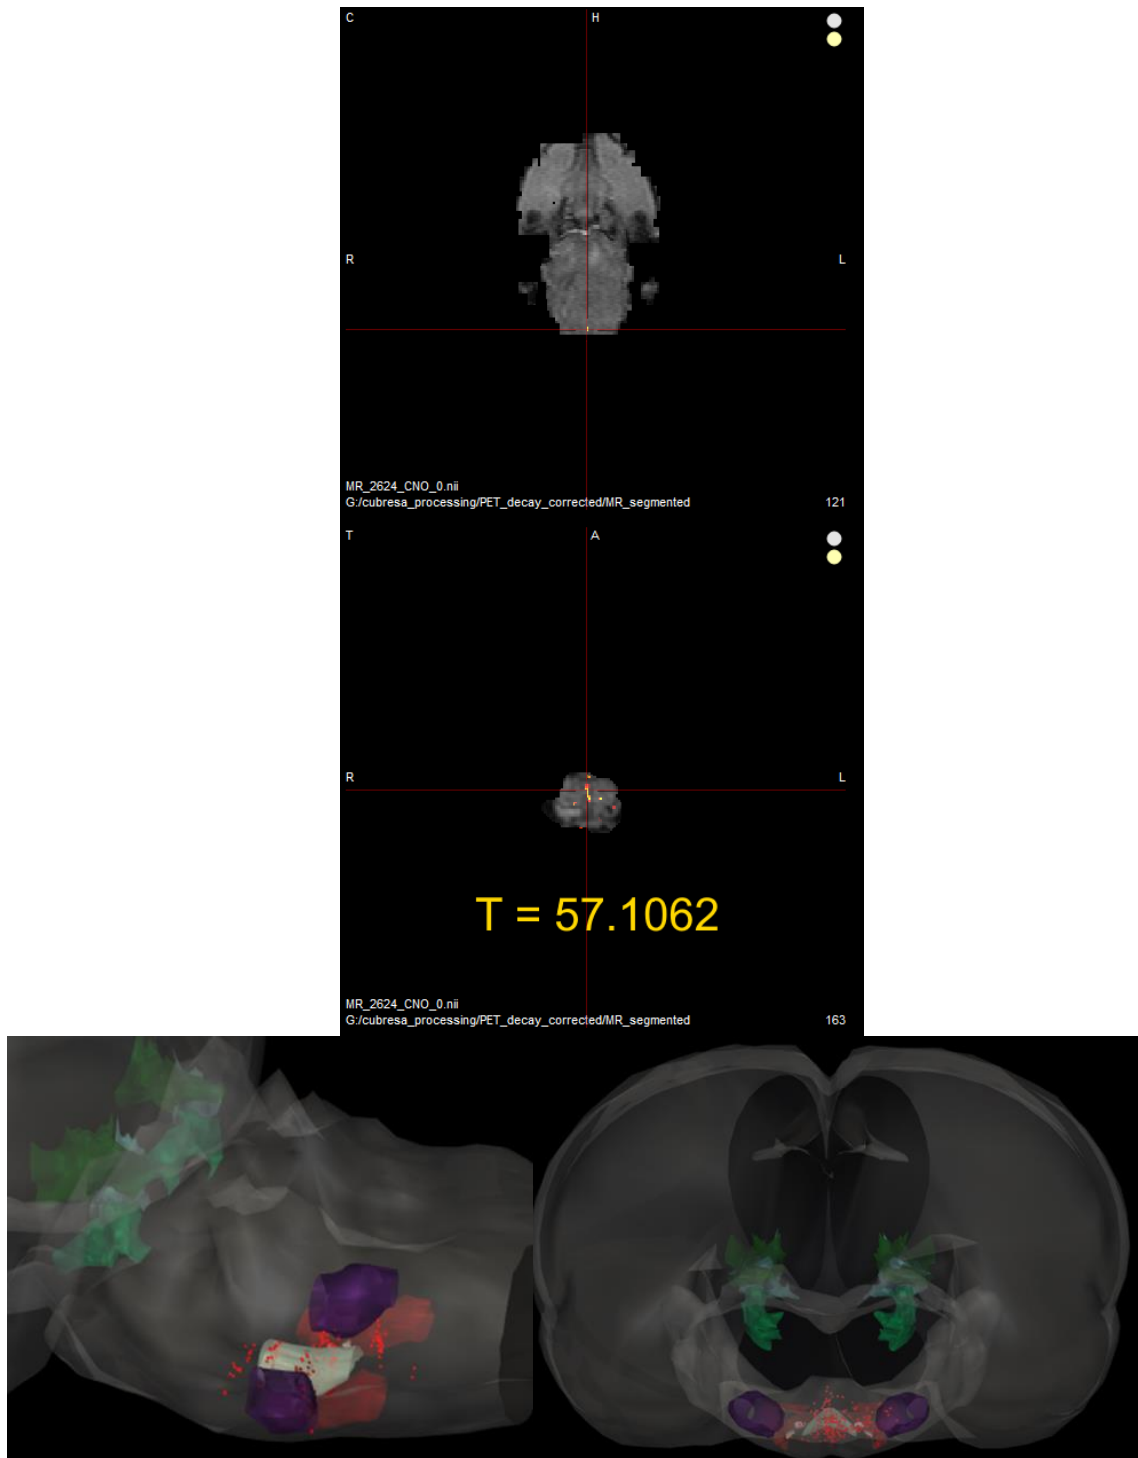 C H
R L
MR_2624_CNO_0.nii
G:/cubresa_processing/PET_decay_corrected/MR_segmented 121
T A
R L
T = 57.1062
MR_2624_CNO_0.nii
G:/cubresa_processing/PET_decay_corrected/MR_segmented 163